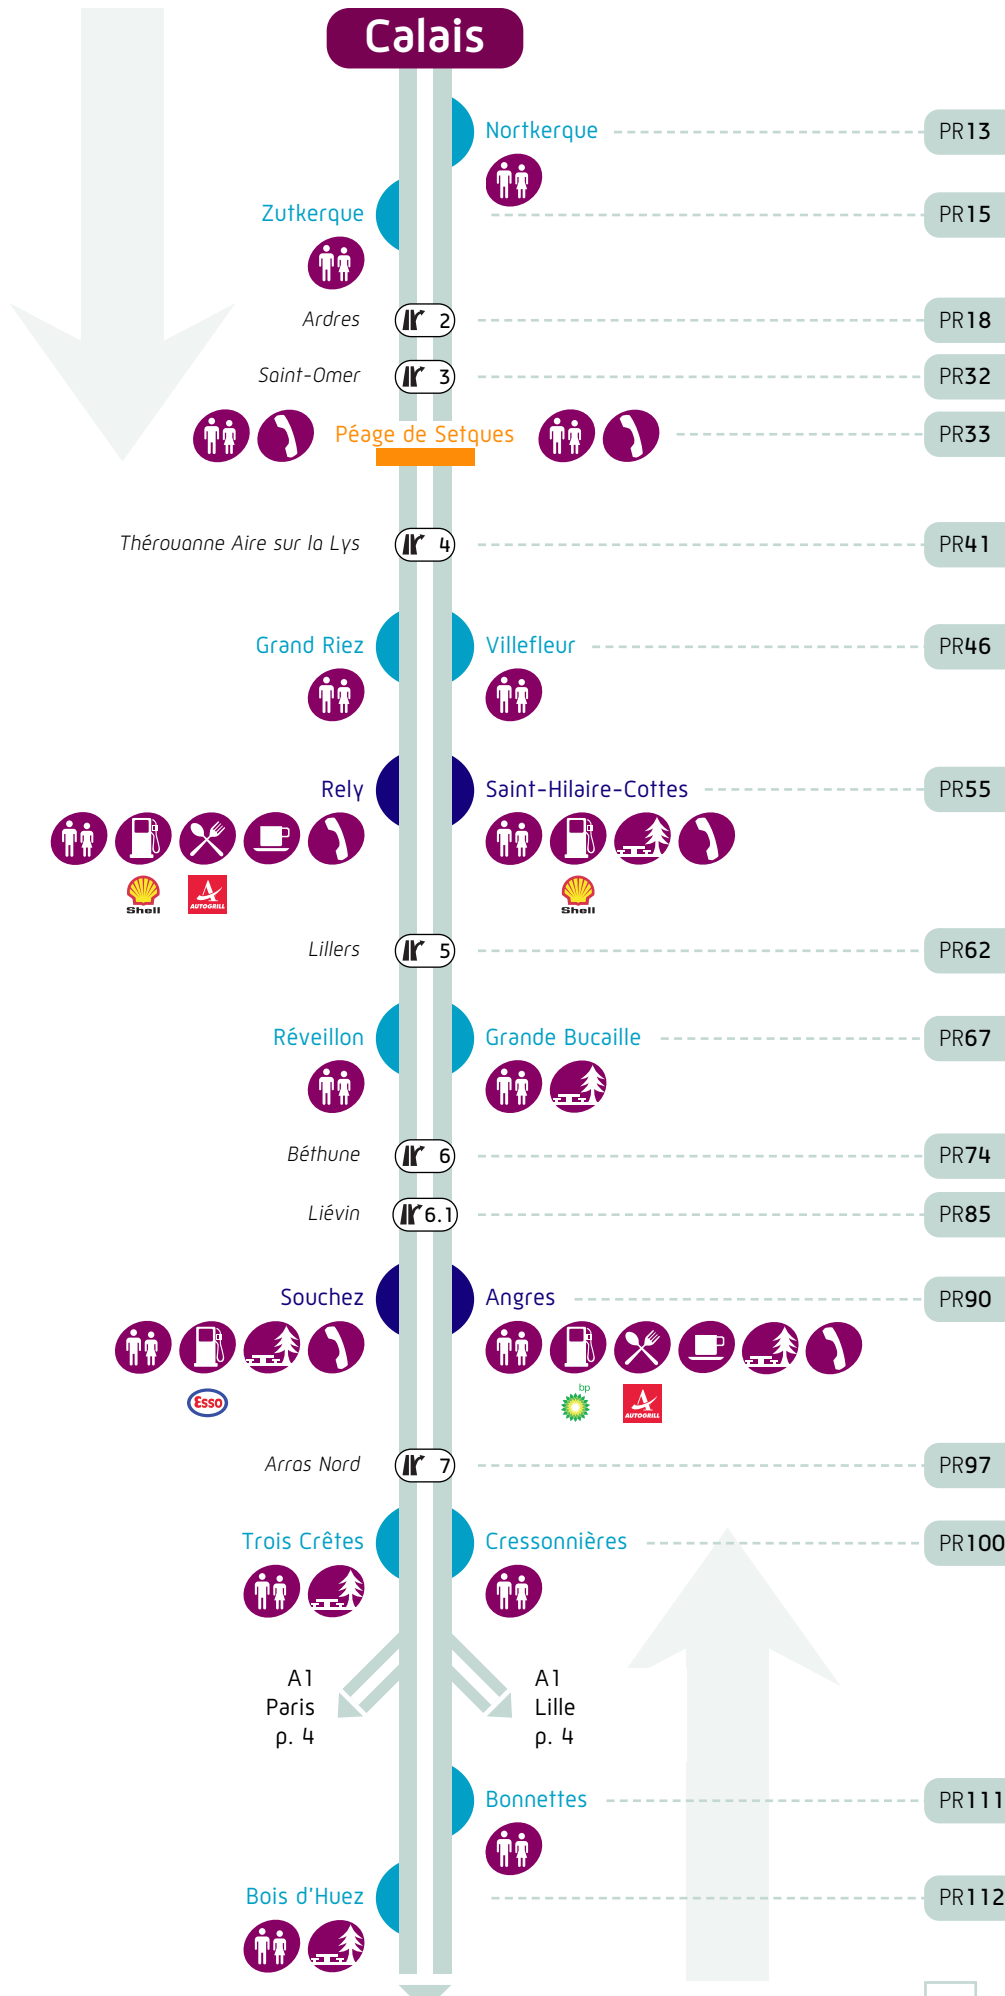 Calais
Nortkerque PR13
Zutkerque PR15
Ardres 2 PR18
Saint-Omer 3 PR32
Péage de Setques PR33
Thérouanne Aire sur la Lys 4 PR41
Grand Riez Villefleur PR46
Rely Saint-Hilaire-Cottes PR55
Shell AUTOGRILL Shell
Lillers 5 PR62
Réveillon Grande Bucaille PR67
Béthune 6 PR74
Liévin 6.1 PR85
Souchez Angres PR90
Esso bp AUTOGRILL
Arras Nord 7 PR97
Trois Crêtes Cressonnières PR100
A1 A1
Paris Lille
p. 4 p. 4
Bonnettes PR111
Bois d'Huez PR112